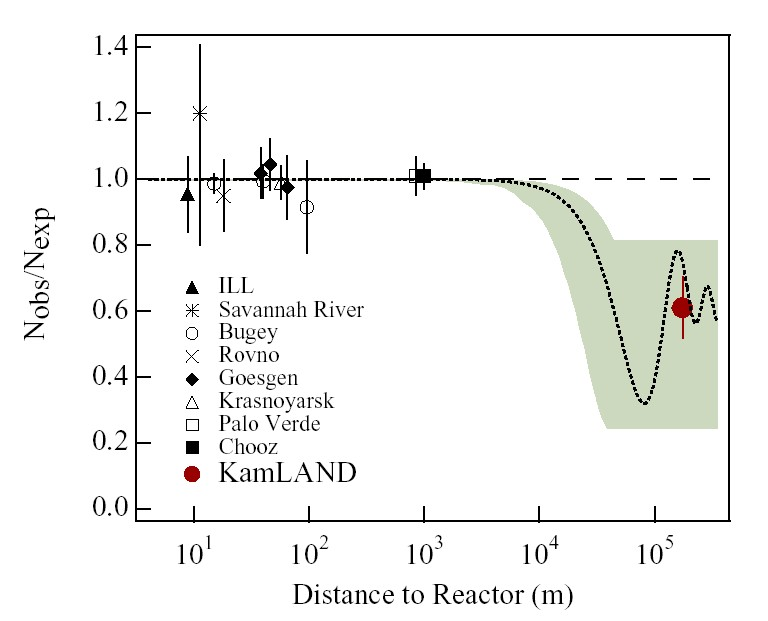 1.4
1.2
1.0
0.8
0.6
0.4
0.2
0.0
Nobs/Nexp
ILL
Savannah River
Bugey
Rovno
Goesgen
Krasnoyarsk
Palo Verde
Chooz
KamLAND
10^1 10^2 10^3 10^4 10^5
Distance to Reactor (m)